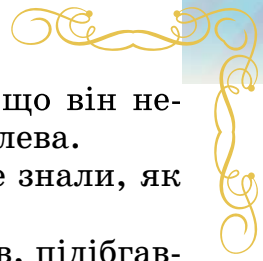 що він не-
лева.
знали, як
підібгав-